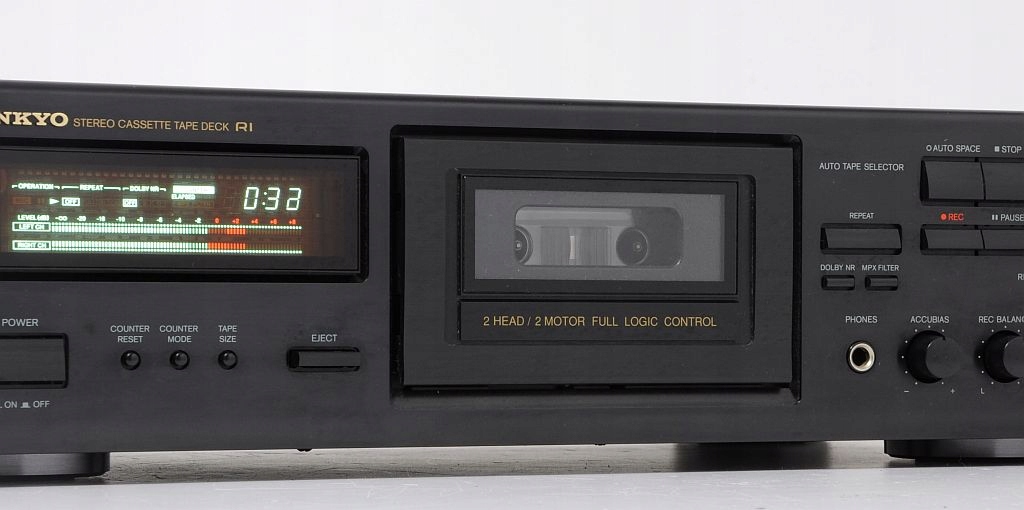 NKYO STEREO CASSETTE TAPE DECK R1
OPERATION REPEAT DOLBY NR
OFF OFF ELAPSED
0:32
LEVEL(dB) -∞
LEFT CH
RIGHT CH
POWER
ON OFF
COUNTER RESET
COUNTER MODE
TAPE SIZE
EJECT
2 HEAD / 2 MOTOR FULL LOGIC CONTROL
AUTO TAPE SELECTOR
AUTO SPACE
STOP
REPEAT
REC
PAUSE
DOLBY NR
MPX FILTER
PHONES
ACCUBIAS
- +
REC BALANC
L